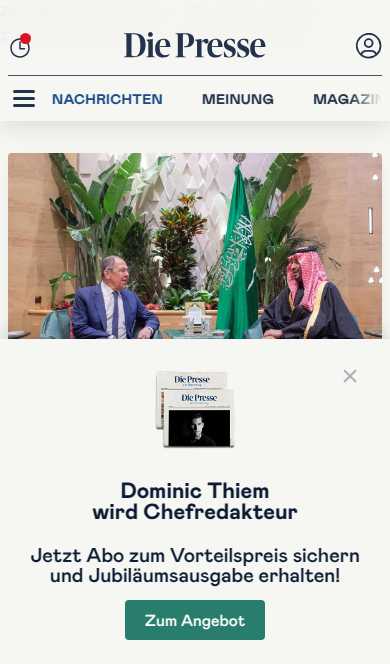 Die Presse
NACHRICHTEN MEINUNG MAGAZIN
Die Presse
Die Presse
Dominic Thiem
wird Chefredakteur
Jetzt Abo zum Vorteilspreis sichern
und Jubiläumsausgabe erhalten!
Zum Angebot